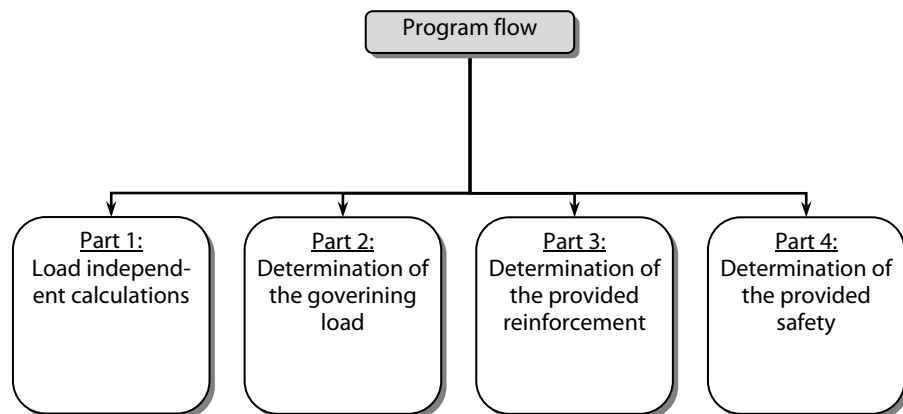 Program flow
Part 1:
Load independ-
ent calculations
Part 2:
Determination of
the goverining
load
Part 3:
Determination of
the provided
reinforcement
Part 4:
Determination of
the provided
safety